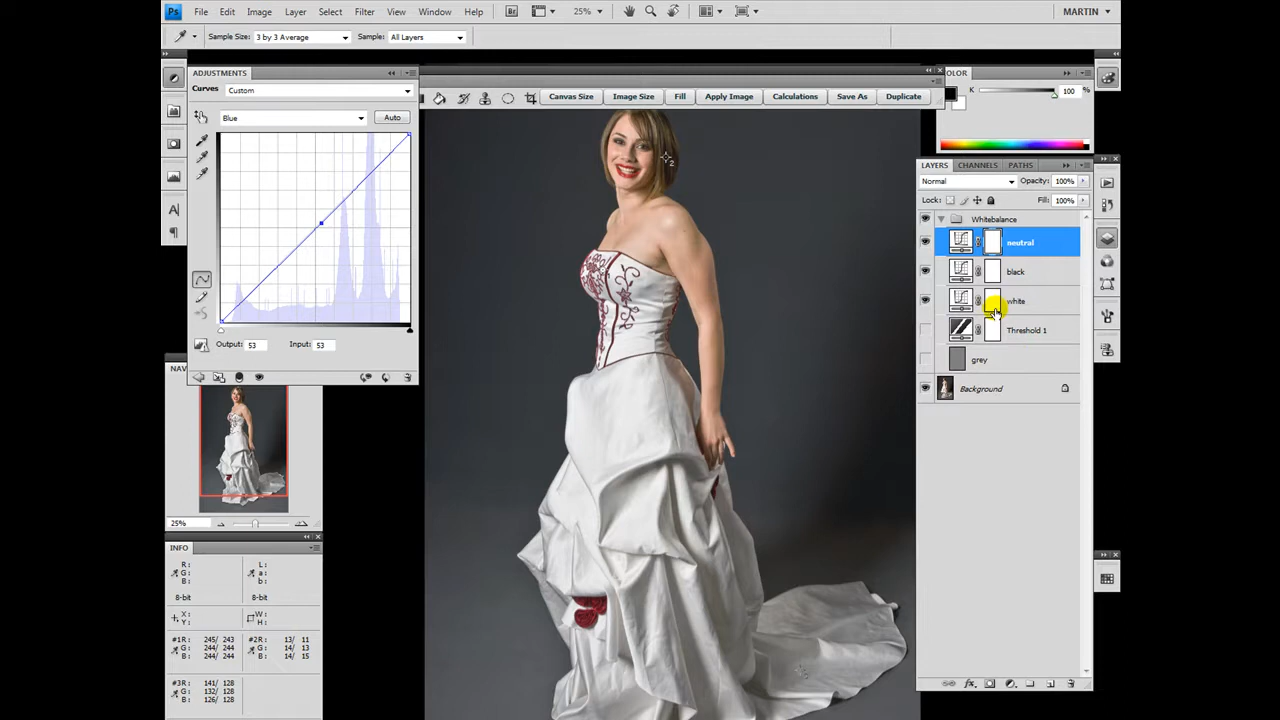 Ps File Edit Image Layer Select Filter View Window Help Br 25% MARTIN
Sample Size: 3 by 3 Average Sample: All Layers
ADJUSTMENTS
Curves Custom
Blue Auto
Output: 53 Input: 53
Canvas Size Image Size Fill Apply Image Calculations Save As Duplicate
COLOR
K 100 %
LAYERS CHANNELS PATHS
Normal Opacity: 100%
Lock: Fill: 100%
Whitebalance
neutral
black
white
Threshold 1
grey
Background
NAV
25%
INFO
R: L:
G: a:
B: b:
8-bit 8-bit
X: W:
Y: H:
#1R: 245/ 243 #2R: 13/ 11
G: 244/ 244 G: 14/ 13
B: 244/ 244 B: 14/ 15
#3R: 141/ 128
G: 132/ 128
B: 126/ 128
2